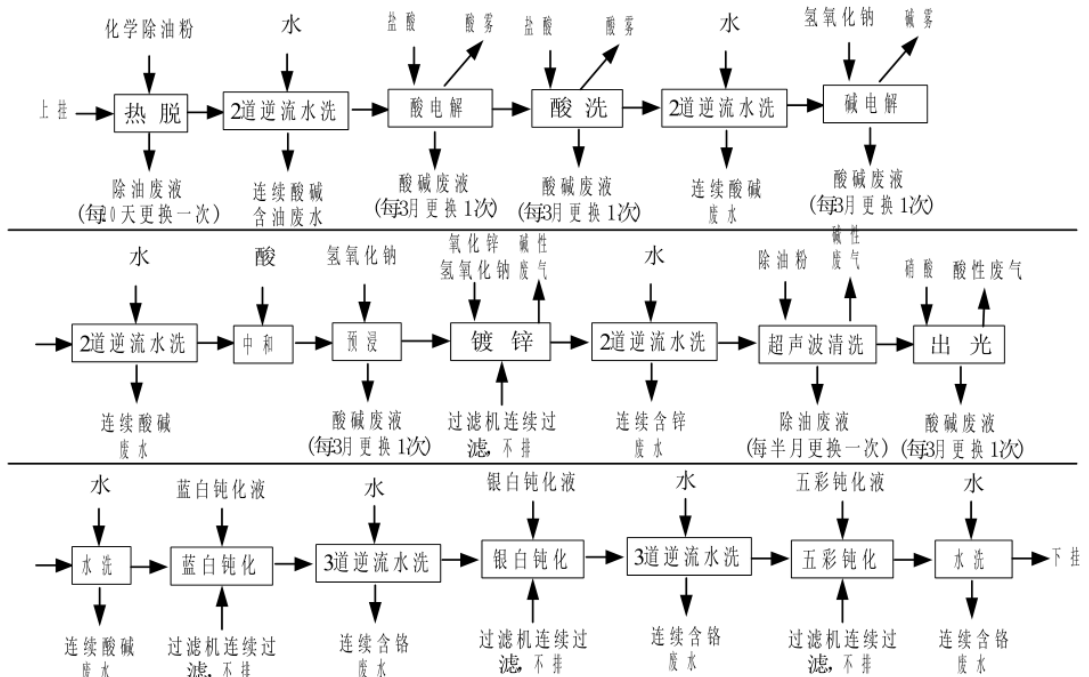 化学除油粉
水
盐酸
酸雾
盐酸
酸雾
水
氢氧化钠
碱雾
上挂
热 脱
2道逆流水洗
酸电解
酸 洗
2道逆流水洗
碱电解
除油废液
(每10天更换一次)
连续酸碱
含油废水
酸碱废液
(每3月更换1次)
酸碱废液
(每3月更换1次)
连续酸碱
废水
酸碱废液
(每3月更换1次)
水
酸
氢氧化钠
氧化锌
氢氧化钠
碱性
废气
水
除油粉
碱性
废气
硝酸
酸性废气
2道逆流水洗
中和
预浸
镀 锌
2道逆流水洗
超声波清洗
出 光
连续酸碱
废水
酸碱废液
(每3月更换1次)
过滤机连续过
滤,不排
连续含锌
废水
除油废液
(每半月更换一次)
酸碱废液
(每3月更换1次)
水
蓝白钝化液
水
银白钝化液
水
五彩钝化液
水
水洗
蓝白钝化
3道逆流水洗
银白钝化
3道逆流水洗
五彩钝化
水洗
下挂
连续酸碱
废水
过滤机连续过
滤,不排
连续含铬
废水
过滤机连续过
滤,不排
连续含铬
废水
过滤机连续过
滤,不排
连续含铬
废水